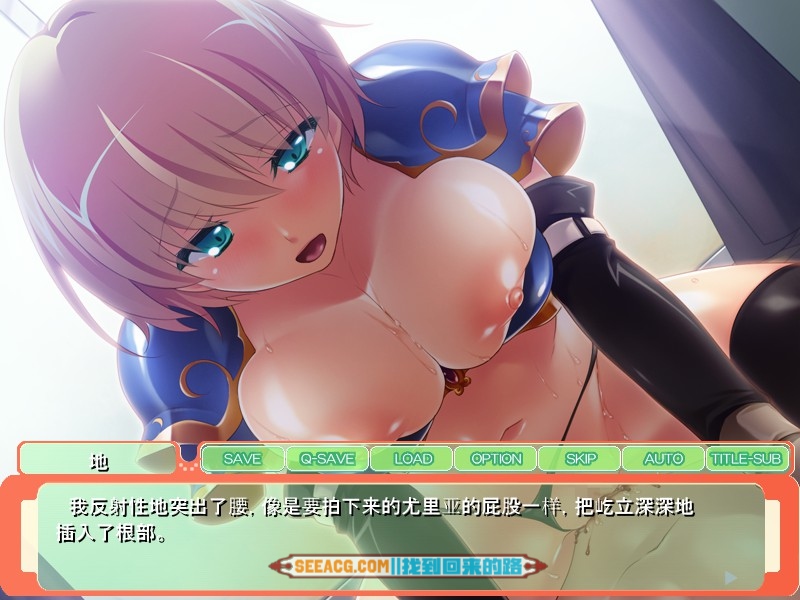 地
SAVE Q-SAVE LOAD OPTION SKIP AUTO TITLE-SUB
我反射性地突出了腰，像是要拍下来的尤里亚的屁股一样，把屹立深深地
插入了根部。
SEEACG.COM||找到回来的路